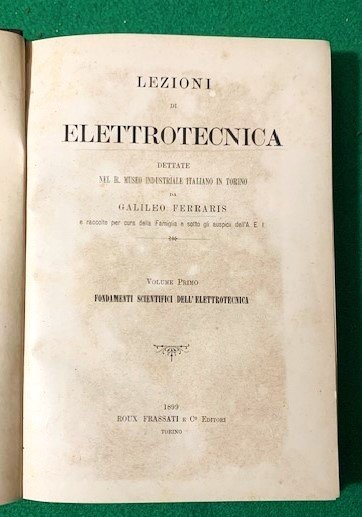 LEZIONI
DI
ELETTROTECNICA
DETTATE
NEL R. MUSEO INDUSTRIALE ITALIANO IN TORINO
DA
GALILEO FERRARIS
e raccolte per cura della Famiglia e sotto gli auspici dell'A. E. I.
VOLUME PRIMO
FONDAMENTI SCIENTIFICI DELL'ELETTROTECNICA
1899
ROUX FRASSATI E Cº EDITORI
TORINO